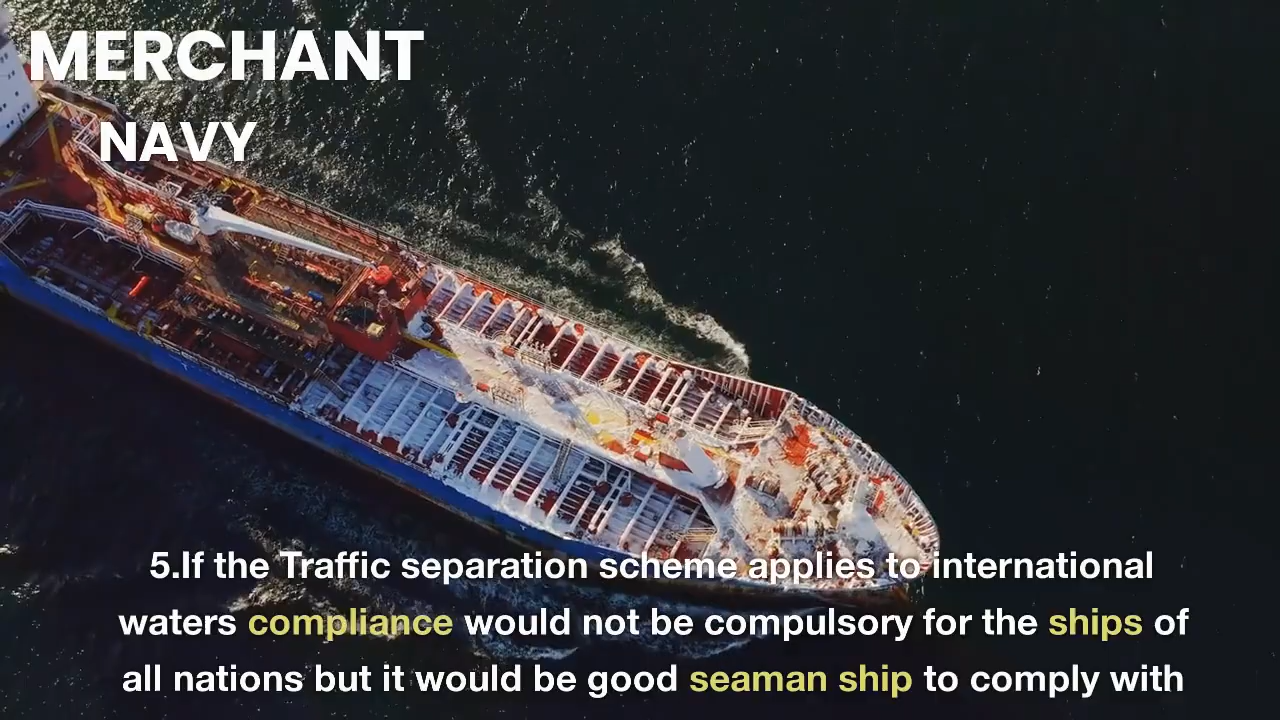 MERCHANT
NAVY
5.If the Traffic separation scheme applies to international
waters compliance would not be compulsory for the ships of
all nations but it would be good seaman ship to comply with